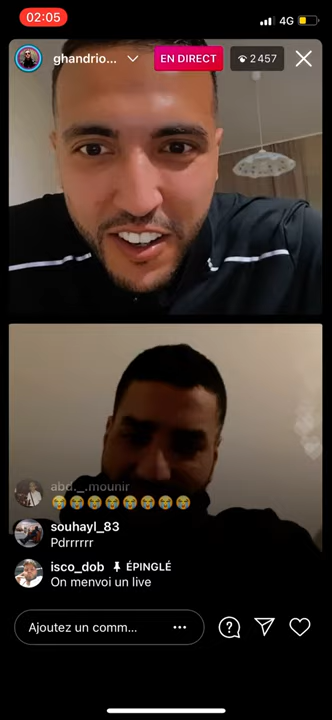 02:05
4G
ghandrio...
EN DIRECT
2457
abd._.mounir
😭😭😭😭😭😭😭😭
souhayl_83
Pdrrrrrr
isco_dob 📌 ÉPINGLÉ
On menvoi un live
Ajoutez un comm...